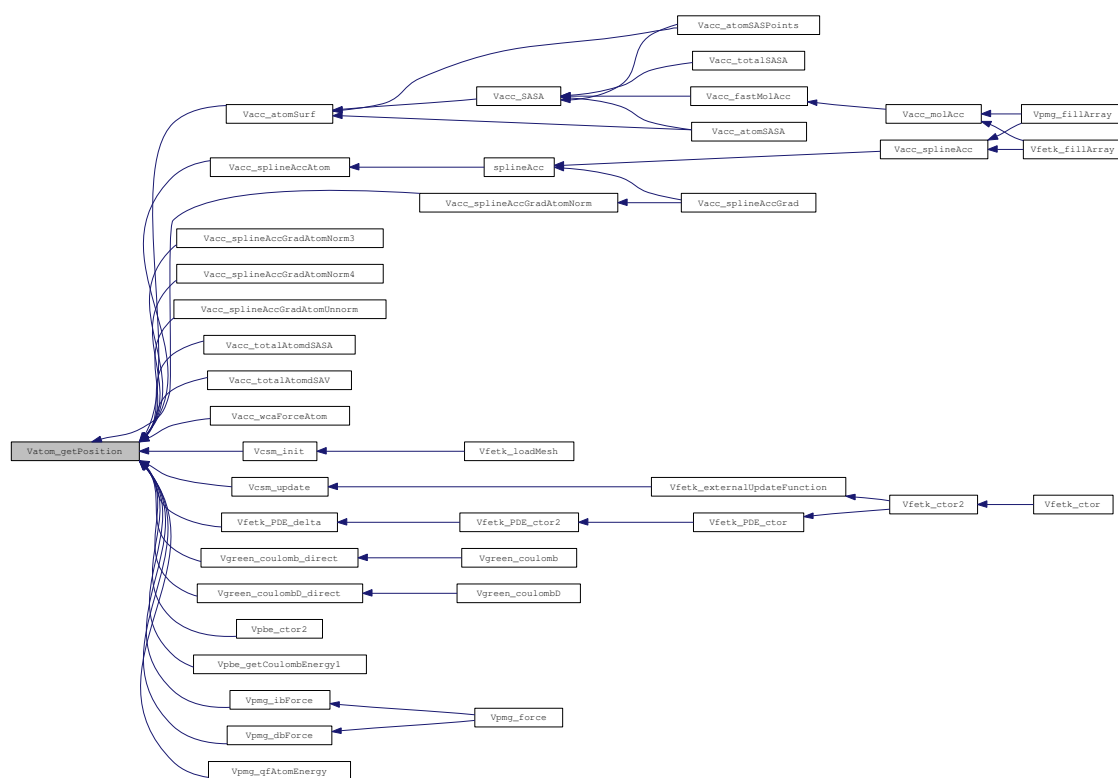 Vacc_atomSASPoints
Vacc_totalSASA
Vacc_SASA
Vacc_fastMolAcc
Vacc_atomSurf
Vacc_molAcc
Vpmg_fillArray
Vacc_atomSASA
Vacc_splineAcc
Vfetk_fillArray
Vacc_splineAccAtom
splineAcc
Vacc_splineAccGradAtomNorm
Vacc_splineAccGrad
Vacc_splineAccGradAtomNorm3
Vacc_splineAccGradAtomNorm4
Vacc_splineAccGradAtomUnnorm
Vacc_totalAtomdSASA
Vacc_totalAtomdSAV
Vacc_wcaForceAtom
Vatom_getPosition
Vcsm_init
Vfetk_loadMesh
Vcsm_update
Vfetk_externalUpdateFunction
Vfetk_ctor2
Vfetk_ctor
Vfetk_PDE_delta
Vfetk_PDE_ctor2
Vfetk_PDE_ctor
Vgreen_coulomb_direct
Vgreen_coulomb
Vgreen_coulombD_direct
Vgreen_coulombD
Vpbe_ctor2
Vpbe_getCoulombEnergy1
Vpmg_ibForce
Vpmg_force
Vpmg_dbForce
Vpmg_qfAtomEnergy